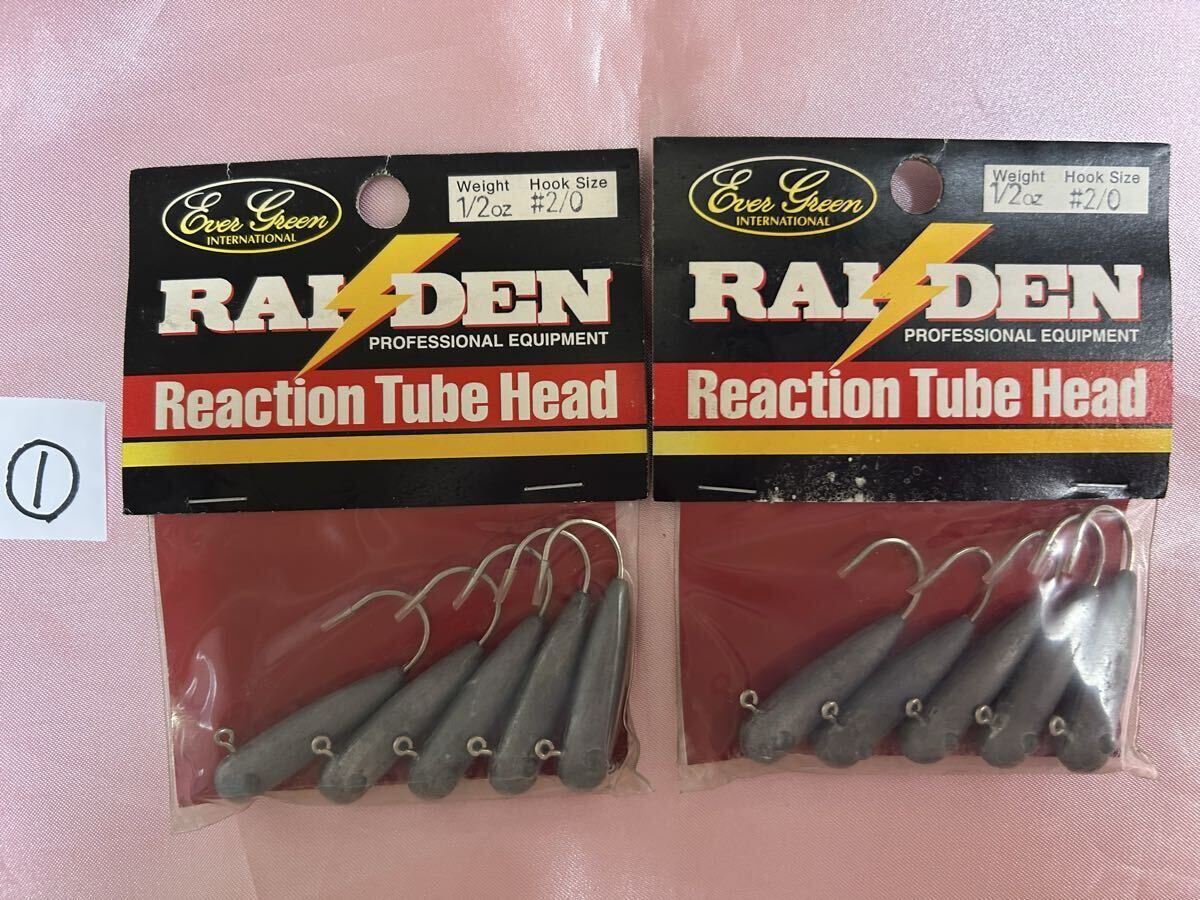 ①
Ever Green
INTERNATIONAL
Weight Hook Size
1/2oz #2/0
RAIDEN
PROFESSIONAL EQUIPMENT
Reaction Tube Head
Ever Green
INTERNATIONAL
Weight Hook Size
1/2oz #2/0
RAIDEN
PROFESSIONAL EQUIPMENT
Reaction Tube Head